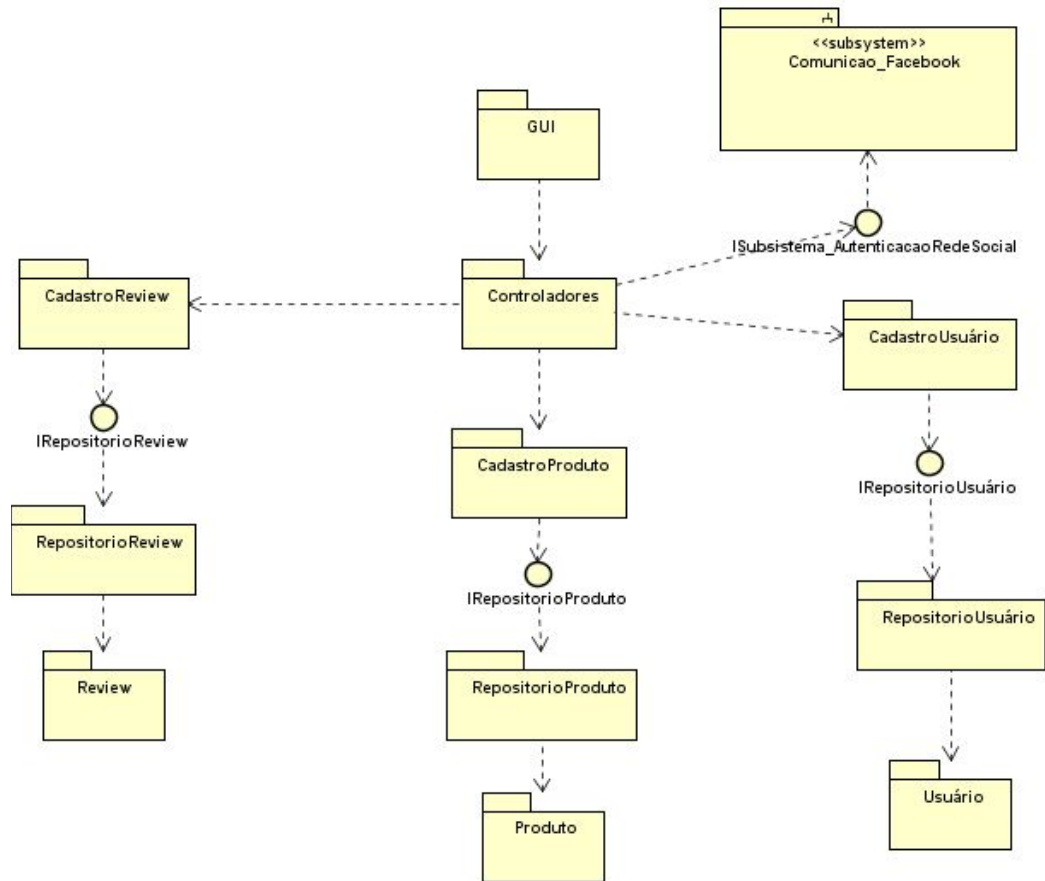 <<subsystem>>
Comunicao_Facebook
GUI
ISubsistema_AutenticacaoRedeSocial
CadastroReview
Controladores
CadastroUsuário
IRepositorioReview
CadastroProduto
IRepositorioUsuário
RepositorioReview
IRepositorioProduto
RepositorioUsuário
Review
RepositorioProduto
Usuário
Produto